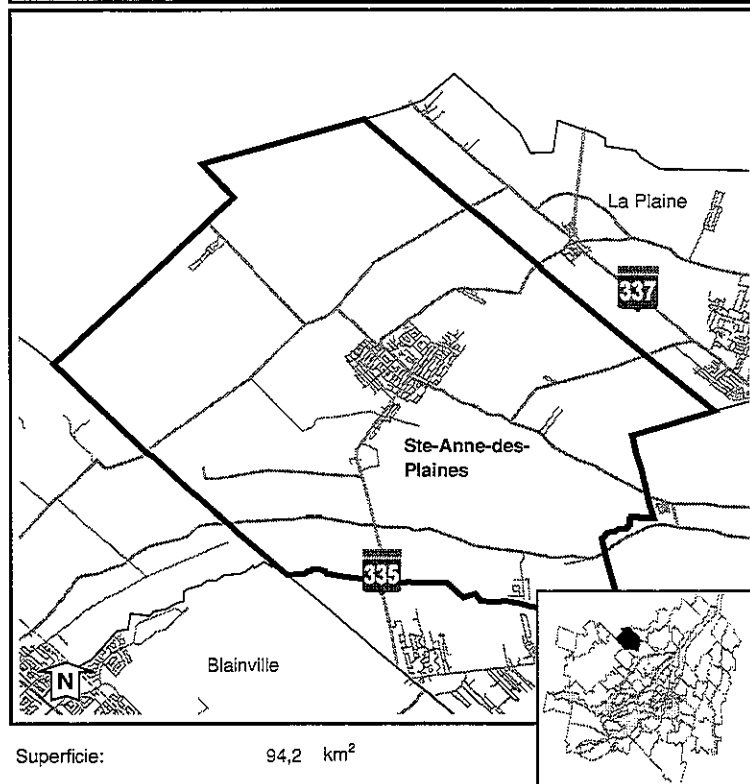 La Plaine
337
Ste-Anne-des-
Plaines
335
Blainville
N
Superficie: 94,2 km²